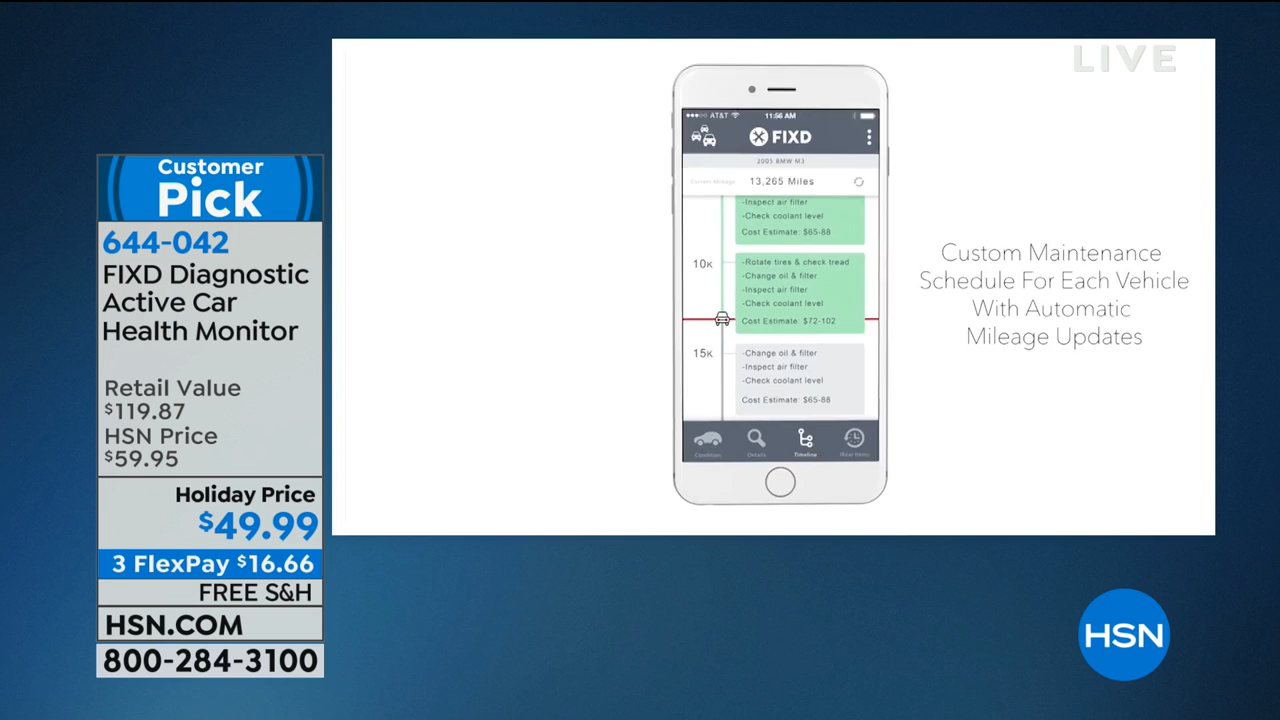 LIVE
Customer
Pick
644-042
FIXD Diagnostic
Active Car
Health Monitor
Retail Value
$119.87
HSN Price
$59.95
Holiday Price
$49.99
3 FlexPay $16.66
FREE S&H
HSN.COM
800-284-3100
AT&T 11:56 AM
FIXD
2005 BMW M3
Current Mileage 13,265 Miles
-Inspect air filter
-Check coolant level
Cost Estimate: $65-88
10K
-Rotate tires & check tread
-Change oil & filter
-Inspect air filter
-Check coolant level
Cost Estimate: $72-102
15K
-Change oil & filter
-Inspect air filter
-Check coolant level
Cost Estimate: $65-88
Condition Details Timeline
Custom Maintenance
Schedule For Each Vehicle
With Automatic
Mileage Updates
HSN